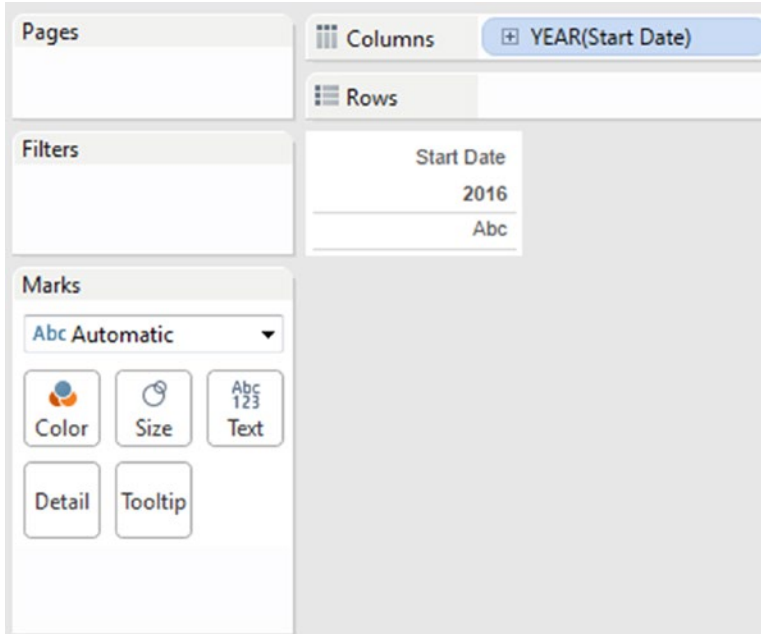 Pages
Columns
YEAR(Start Date)
Rows
Filters
Start Date
2016
Abc
Marks
Abc Automatic
Color
Size
Abc
123
Text
Detail
Tooltip